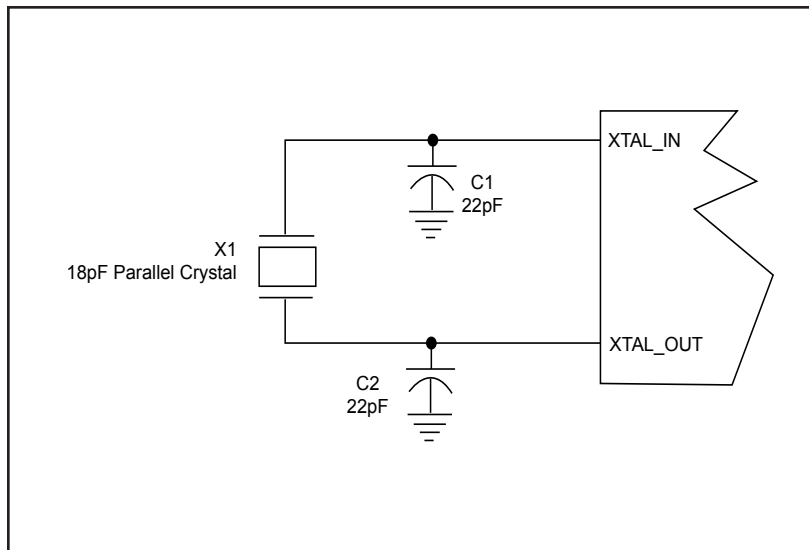 XTAL_IN
C1
22pF
X1
18pF Parallel Crystal
XTAL_OUT
C2
22pF